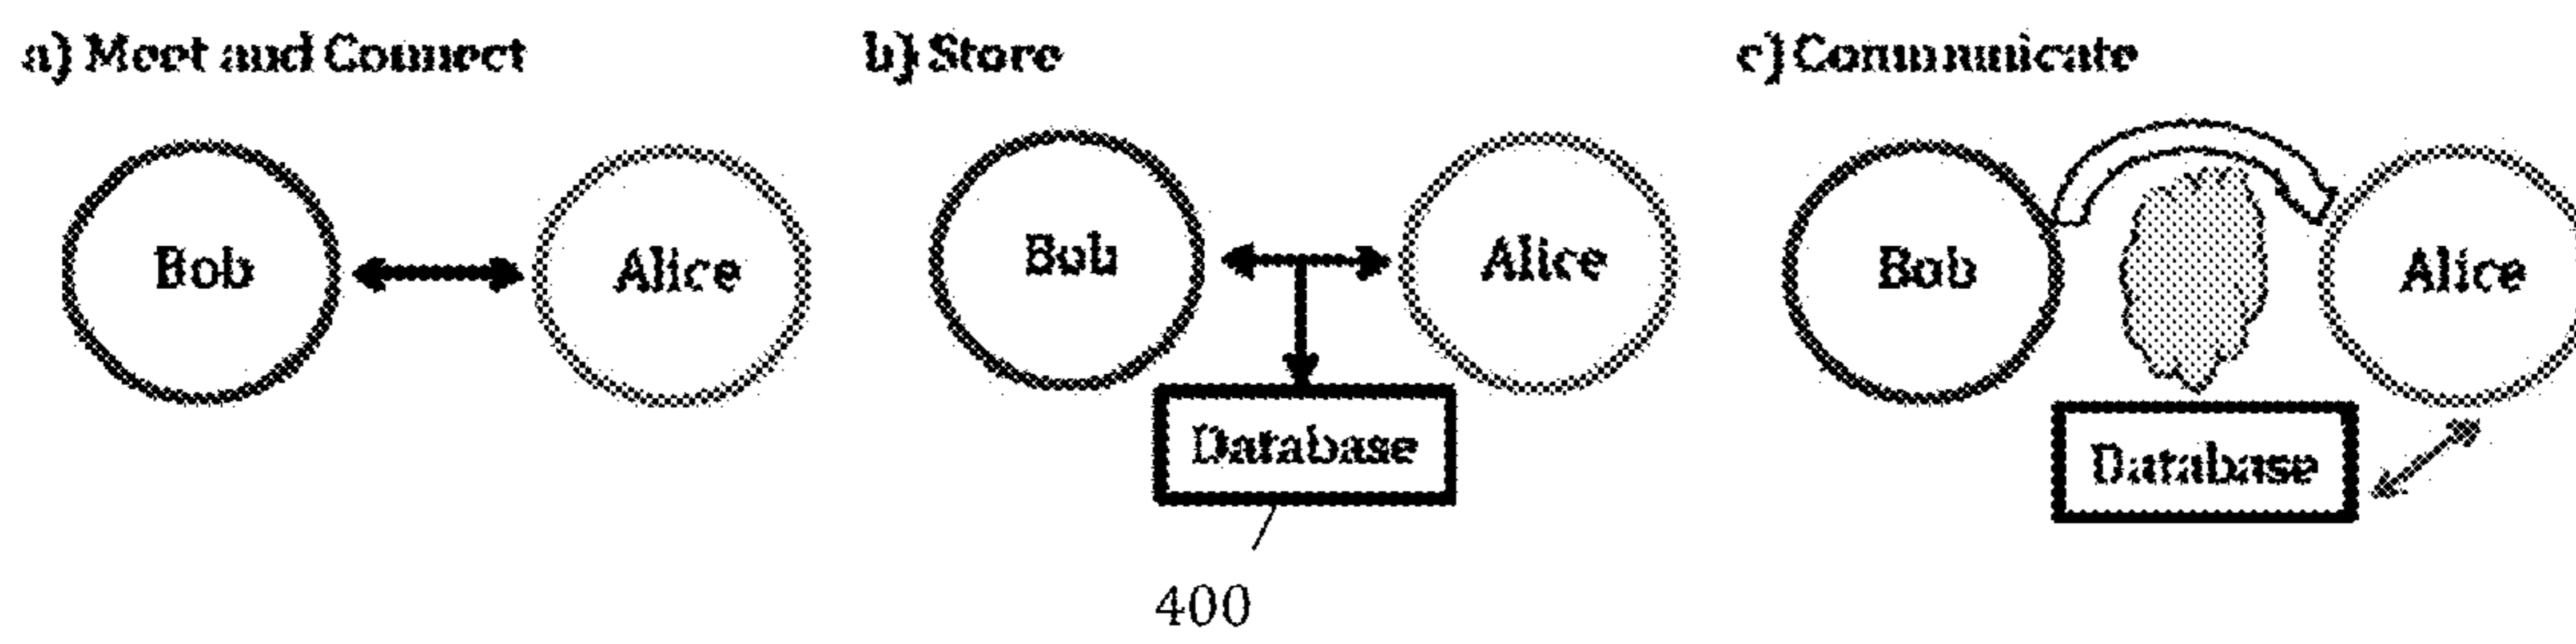 a) Meet and Connect
Bob
Alice
b) Store
Bob
Alice
Database
400
c) Communicate
Bob
Alice
Database